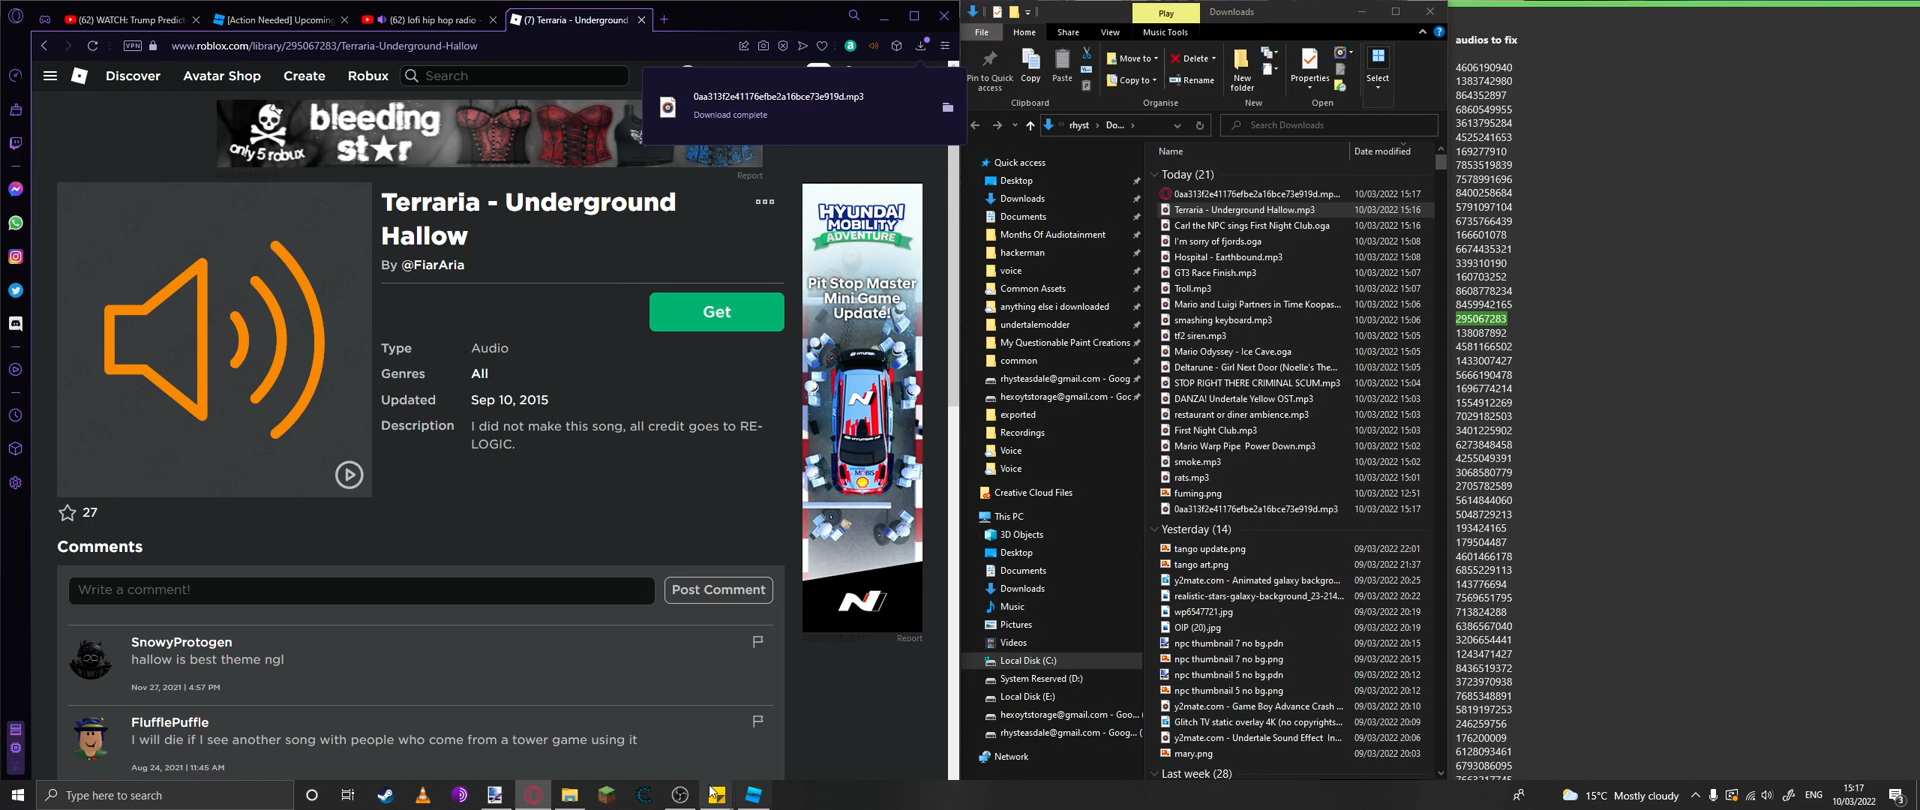 (62) WATCH: Trump Predict
[Action Needed] Upcoming
(62) lofi hip hop radio -
(7) Terraria - Underground
VPN
www.roblox.com/library/295067283/Terraria-Underground-Hallow
Discover
Avatar Shop
Create
Robux
Search
0aa313f2e41176efbe2a16bce73e919d.mp3
Download complete
only 5 robux
bleeding
star
Report
Terraria - Underground
Hallow
By @FiarAria
Get
Type
Audio
Genres
All
Updated
Sep 10, 2015
Description
I did not make this song, all credit goes to RE-
LOGIC.
27
HYUNDAI
MOBILITY
ADVENTURE
Pit Stop Master
Mini Game
Update!
N
Report
Comments
Write a comment!
Post Comment
SnowyProtogen
hallow is best theme ngl
Nov 27, 2021 | 4:57 PM
FlufflePuffle
I will die if I see another song with people who come from a tower game using it
Aug 24, 2021 | 11:45 AM
Play
Downloads
File
Home
Share
View
Music Tools
Pin to Quick
access
Copy
Paste
Move to
Copy to
Delete
Rename
New
folder
Properties
Select
Clipboard
Organise
New
Open
rhyst
Do...
Search Downloads
Quick access
Desktop
Downloads
Documents
Months Of Audiotainment
hackerman
voice
Common Assets
anything else i downloaded
undertalemodder
My Questionable Paint Creations
common
rhysteasdale@gmail.com - Goog
hexoytstorage@gmail.com - Goc
exported
Recordings
Voice
Voice
Creative Cloud Files
This PC
3D Objects
Desktop
Documents
Downloads
Music
Pictures
Videos
Local Disk (C:)
System Reserved (D:)
Local Disk (E:)
hexoytstorage@gmail.com - Goo... (
rhysteasdale@gmail.com - Goog... (
Network
Name
Date modified
Today (21)
0aa313f2e41176efbe2a16bce73e919d.mp... 10/03/2022 15:17
Terraria - Underground Hallow.mp3 10/03/2022 15:16
Carl the NPC sings First Night Club.oga 10/03/2022 15:16
I'm sorry of fjords.oga 10/03/2022 15:08
Hospital - Earthbound.mp3 10/03/2022 15:08
GT3 Race Finish.mp3 10/03/2022 15:07
Troll.mp3 10/03/2022 15:07
Mario and Luigi Partners in Time Koopas... 10/03/2022 15:06
smashing keyboard.mp3 10/03/2022 15:06
tf2 siren.mp3 10/03/2022 15:06
Mario Odyssey - Ice Cave.oga 10/03/2022 15:05
Deltarune - Girl Next Door (Noelle's The... 10/03/2022 15:05
STOP RIGHT THERE CRIMINAL SCUM.mp3 10/03/2022 15:04
DANZA! Undertale Yellow OST.mp3 10/03/2022 15:03
restaurant or diner ambience.mp3 10/03/2022 15:03
First Night Club.mp3 10/03/2022 15:03
Mario Warp Pipe Power Down.mp3 10/03/2022 15:02
smoke.mp3 10/03/2022 15:02
rats.mp3 10/03/2022 15:01
fuming.png 10/03/2022 12:51
0aa313f2e41176efbe2a16bce73e919d.mp3 10/03/2022 15:17
Yesterday (14)
tango update.png 09/03/2022 22:01
tango art.png 09/03/2022 21:37
y2mate.com - Animated galaxy backgro... 09/03/2022 20:25
realistic-stars-galaxy-background_23-214... 09/03/2022 20:22
wp6547721.jpg 09/03/2022 20:19
OIP (20).jpg 09/03/2022 20:19
npc thumbnail 7 no bg.pdn 09/03/2022 20:15
npc thumbnail 7 no bg.png 09/03/2022 20:15
npc thumbnail 5 no bg.pdn 09/03/2022 20:12
npc thumbnail 5 no bg.png 09/03/2022 20:12
y2mate.com - Game Boy Advance Crash ... 09/03/2022 20:10
Glitch TV static overlay 4K (no copyrights... 09/03/2022 20:08
y2mate.com - Undertale Sound Effect In... 09/03/2022 20:06
mary.png 09/03/2022 20:03
Last week (28)
audios to fix
4606190940
1383742980
864352897
6860549955
3613795284
4525241653
169277910
7853519839
7578991696
8400258684
5791097104
6735766439
166601078
6674435321
339310190
160703252
8608778234
8459942165
295067283
138087892
4581166502
1433007427
5666190478
1696774214
1554912269
7029182503
3401225902
6273848458
4255049391
3068580779
2705782589
5614844060
5048729213
193424165
179504487
4601466178
6855229113
143776694
7569651795
713824288
6386567040
3206654441
1243471427
8436519372
3723970938
7685348891
5819197253
246259756
176200009
6128093461
6793086095
7663217745
Type here to search
15°C Mostly cloudy
ENG
15:17
10/03/2022
3